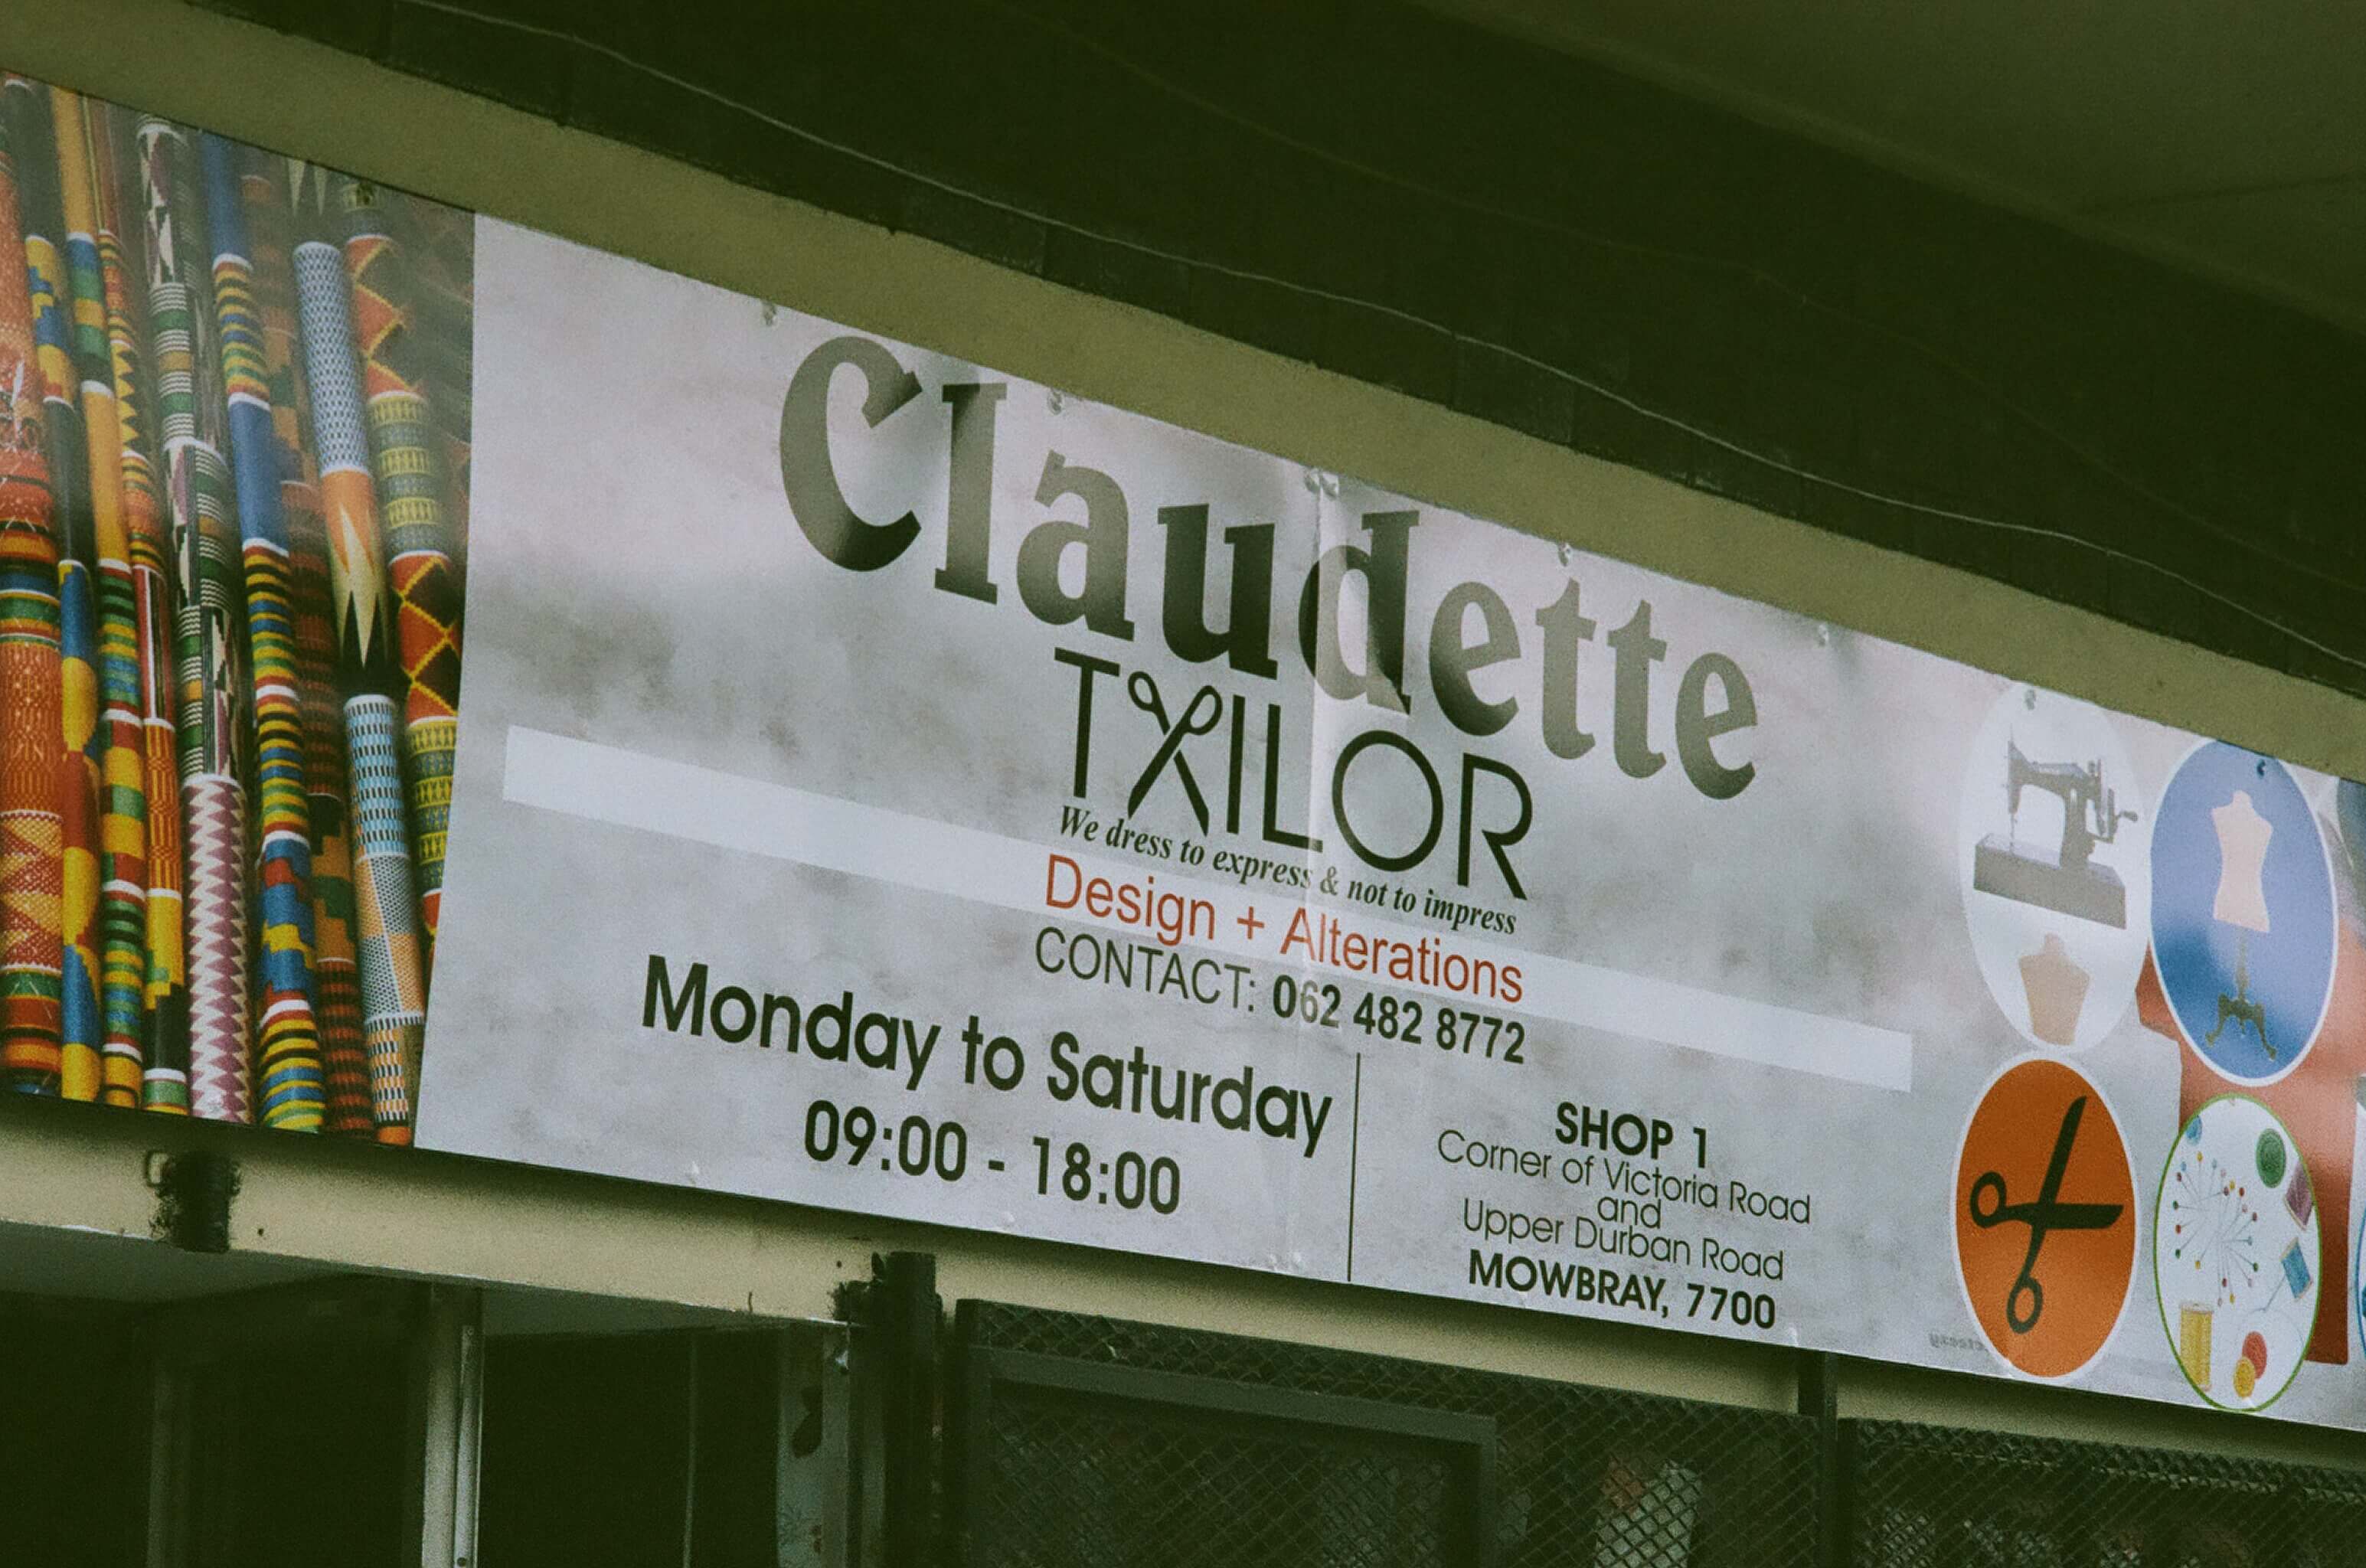 Claudette
TAILOR
We dress to express & not to impress
Design + Alterations
CONTACT: 062 482 8772
Monday to Saturday
09:00 - 18:00
SHOP 1
Corner of Victoria Road
and
Upper Durban Road
MOWBRAY, 7700